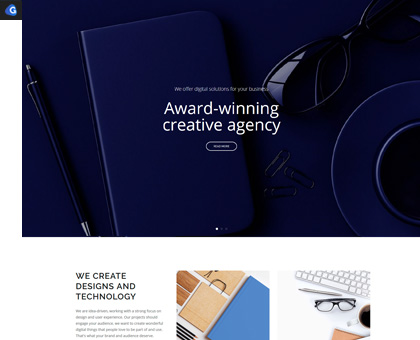 G
We offer digital solutions for your business
Award-winning
creative agency
READ MORE
WE CREATE
DESIGNS AND
TECHNOLOGY
We are idea-driven, working with a strong focus on
design and user experience. Our projects should
engage your audience, we want to create wonderful
digital things that people love to be part of and use.
That's what your brand and audience deserve.